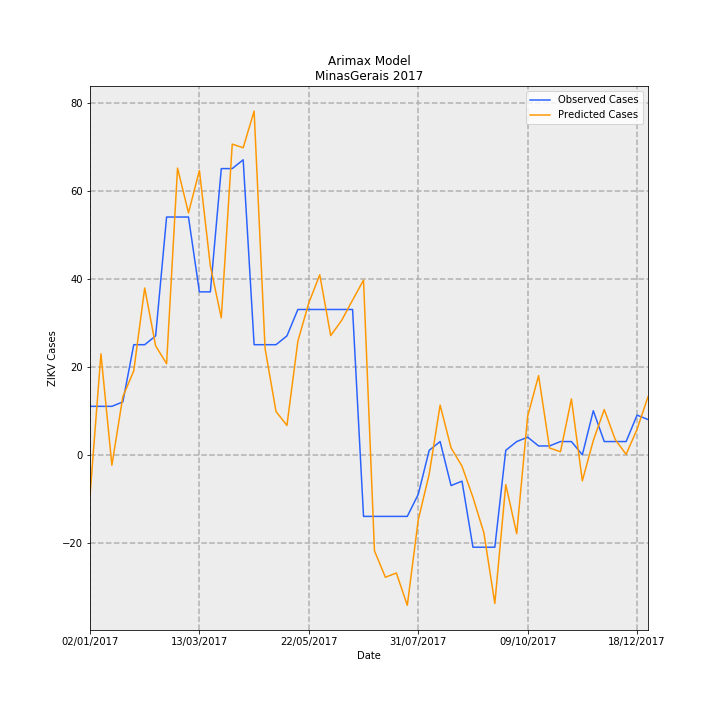 Arimax Model
MinasGerais 2017
Observed Cases
Predicted Cases
ZIKV Cases
80
60
40
20
0
−20
02/01/2017
13/03/2017
22/05/2017
31/07/2017
09/10/2017
18/12/2017
Date